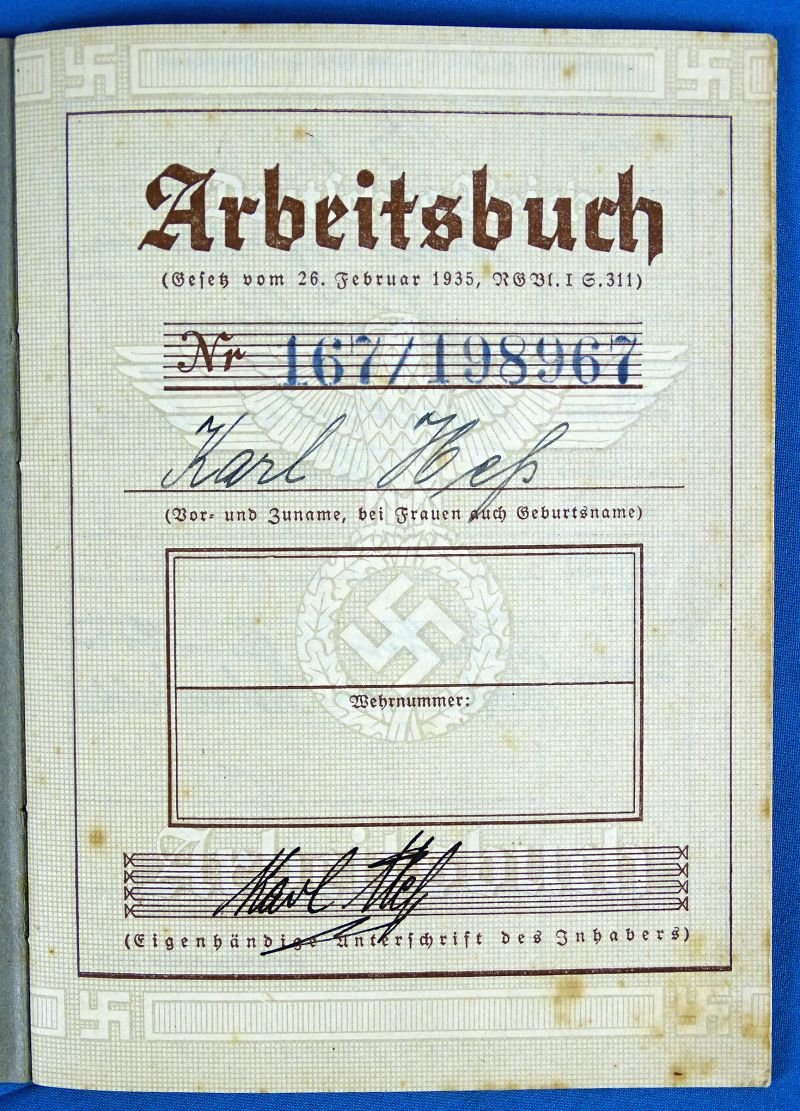 Arbeitsbuch
(Gesetz vom 26. Februar 1935, RGBl. I S. 311)
Nr 167/198967
Karl Heß
(Vor- und Zuname, bei Frauen auch Geburtsname)
Wehrnummer:
Arbeitsbuch
Karl Heß
(Eigenhändige Unterschrift des Inhabers)